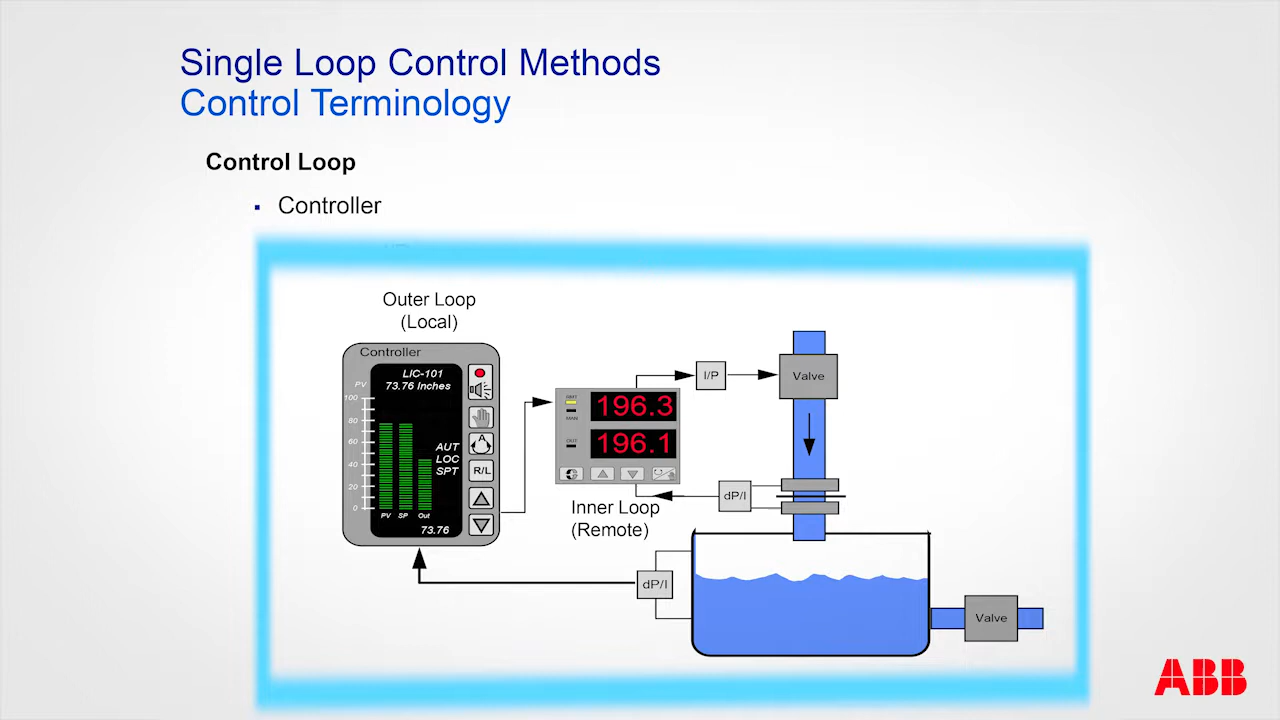 Single Loop Control Methods
Control Terminology
Control Loop
▪ Controller
Outer Loop
(Local)
Controller
LIC-101
PV
73.76 Inches
100
80
60
40
20
0
AUT
LOC
SPT
R/L
A
PV SP Out
73.76
196.3
196.1
MAN
OUT
Inner Loop
(Remote)
I/P
Valve
dP/I
dP/I
Valve
ABB